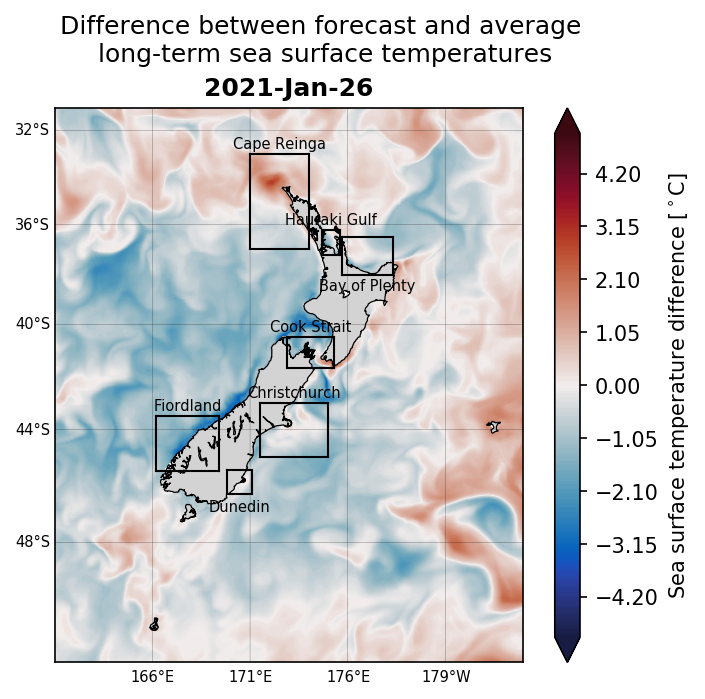 Difference between forecast and average
long-term sea surface temperatures
2021-Jan-26
32°S
36°S
40°S
44°S
48°S
166°E
171°E
176°E
179°W
Cape Reinga
Hauraki Gulf
Bay of Plenty
Cook Strait
Christchurch
Fiordland
Dunedin
4.20
3.15
2.10
1.05
0.00
−1.05
−2.10
−3.15
−4.20
Sea surface temperature difference [°C]